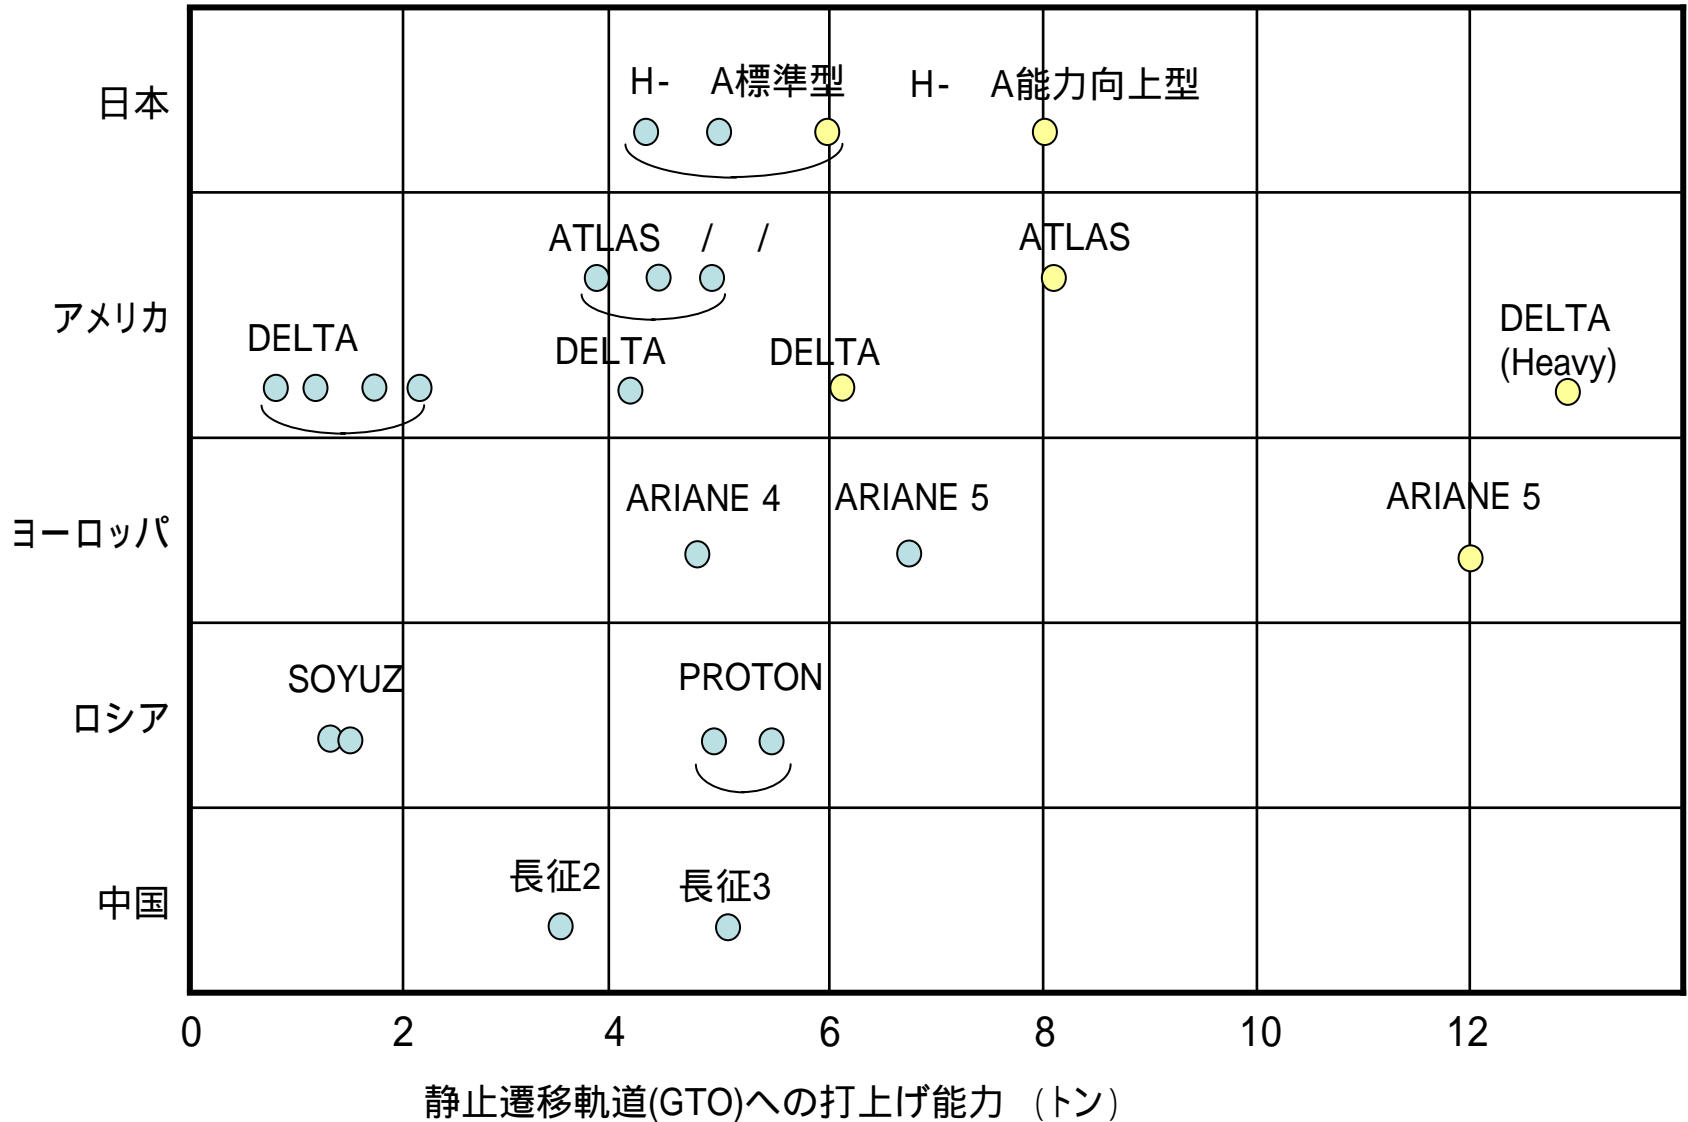 日本
H-　A標準型
H-　A能力向上型
アメリカ
ATLAS　/　/
ATLAS
DELTA
DELTA
DELTA
DELTA
(Heavy)
ヨーロッパ
ARIANE 4
ARIANE 5
ARIANE 5
ロシア
SOYUZ
PROTON
中国
長征2
長征3
0 2 4 6 8 10 12
静止遷移軌道(GTO)への打上げ能力　(トン)